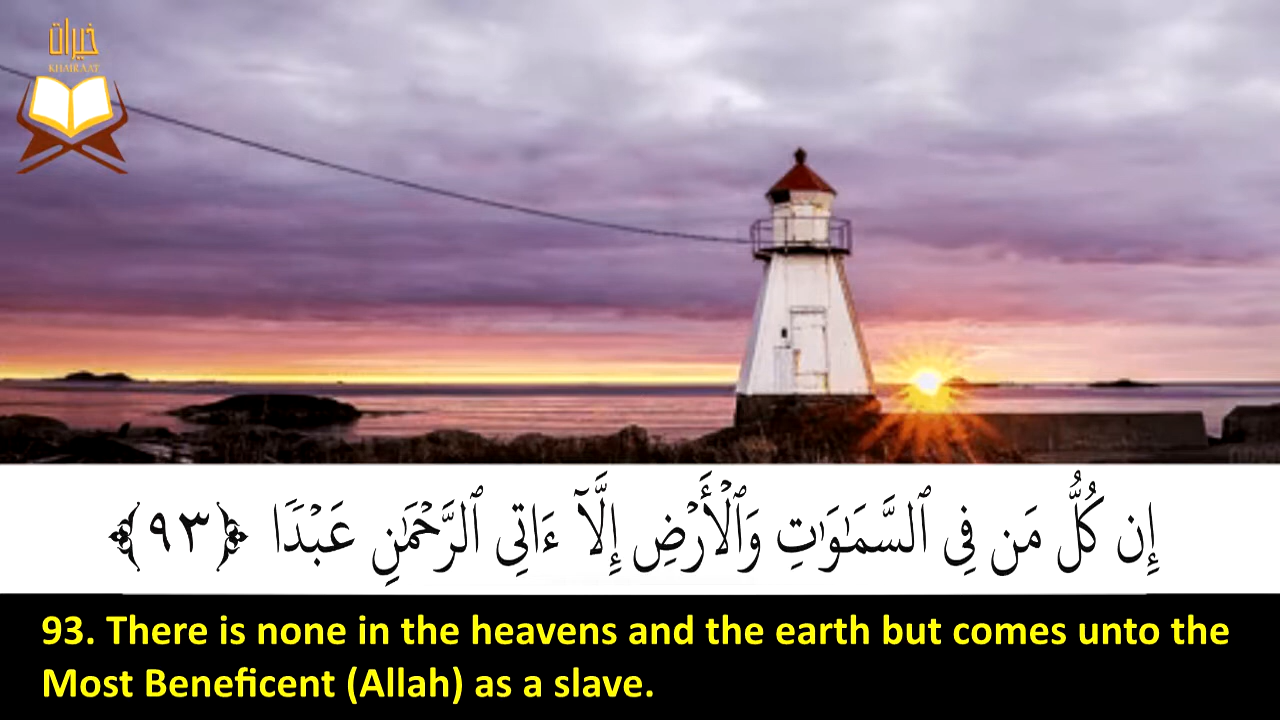 خيرات
KHAIRAAT
إِن كُلُّ مَن فِى ٱلسَّمَـٰوَٰتِ وَٱلْأَرْضِ إِلَّآ ءَاتِى ٱلرَّحْمَـٰنِ عَبْدًا ﴿٩٣﴾
93. There is none in the heavens and the earth but comes unto the
Most Beneficent (Allah) as a slave.